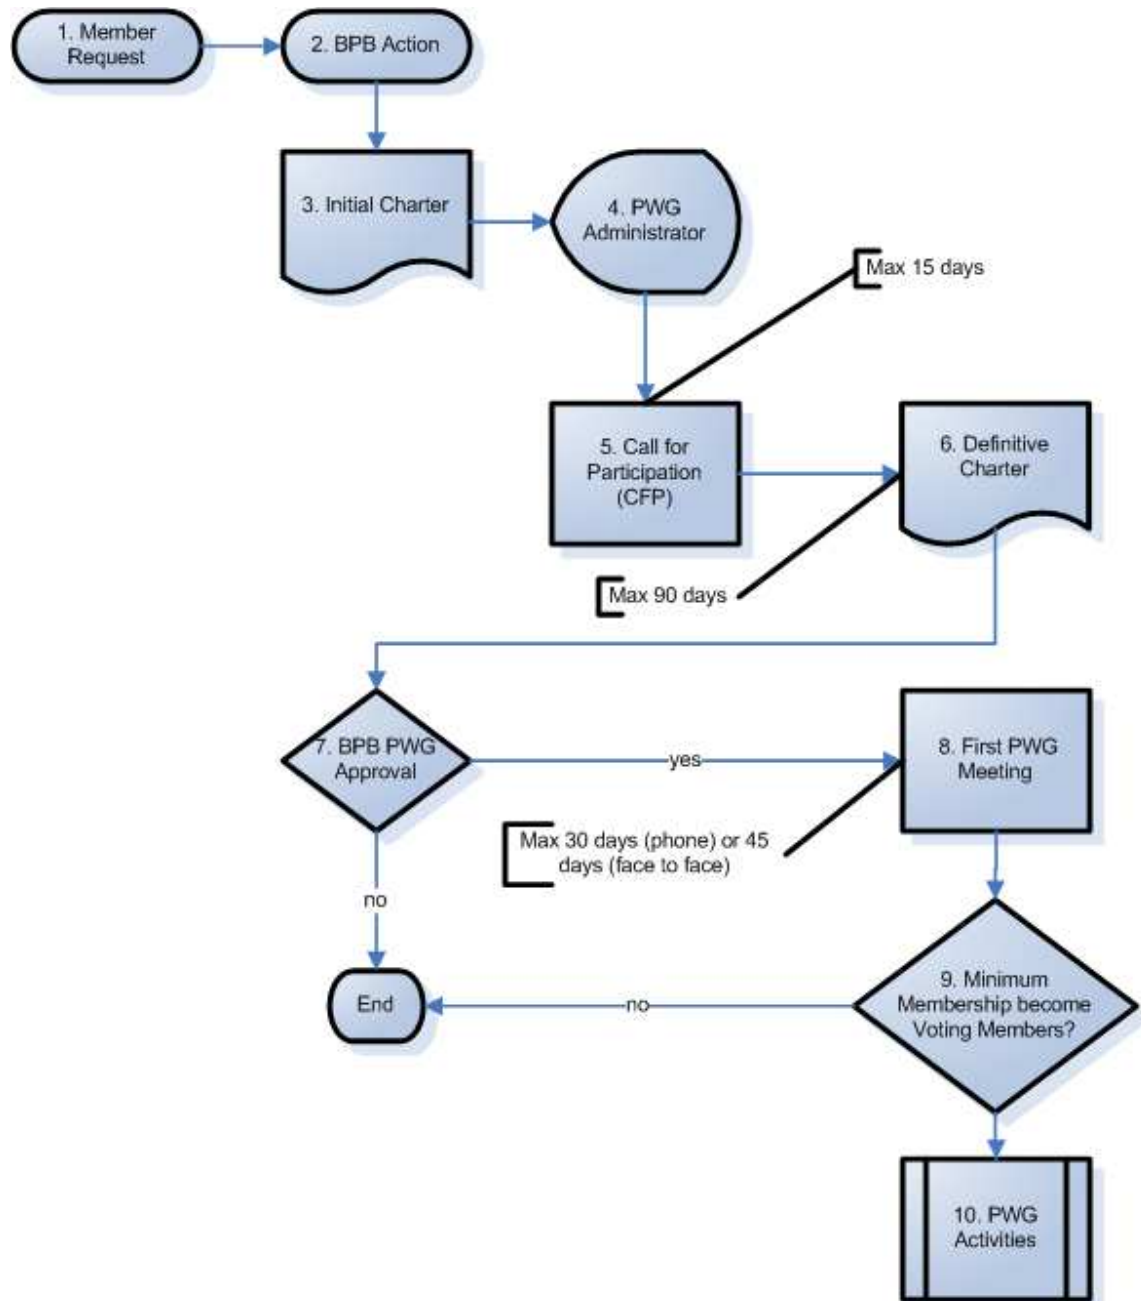 1. Member
Request
2. BPB Action
3. Initial Charter
4. PWG
Administrator
Max 15 days
5. Call for
Participation
(CFP)
6. Definitive
Charter
Max 90 days
7. BPB PWG
Approval
yes
8. First PWG
Meeting
Max 30 days (phone) or 45
days (face to face)
no
End
no
9. Minimum
Membership become
Voting Members?
10. PWG
Activities